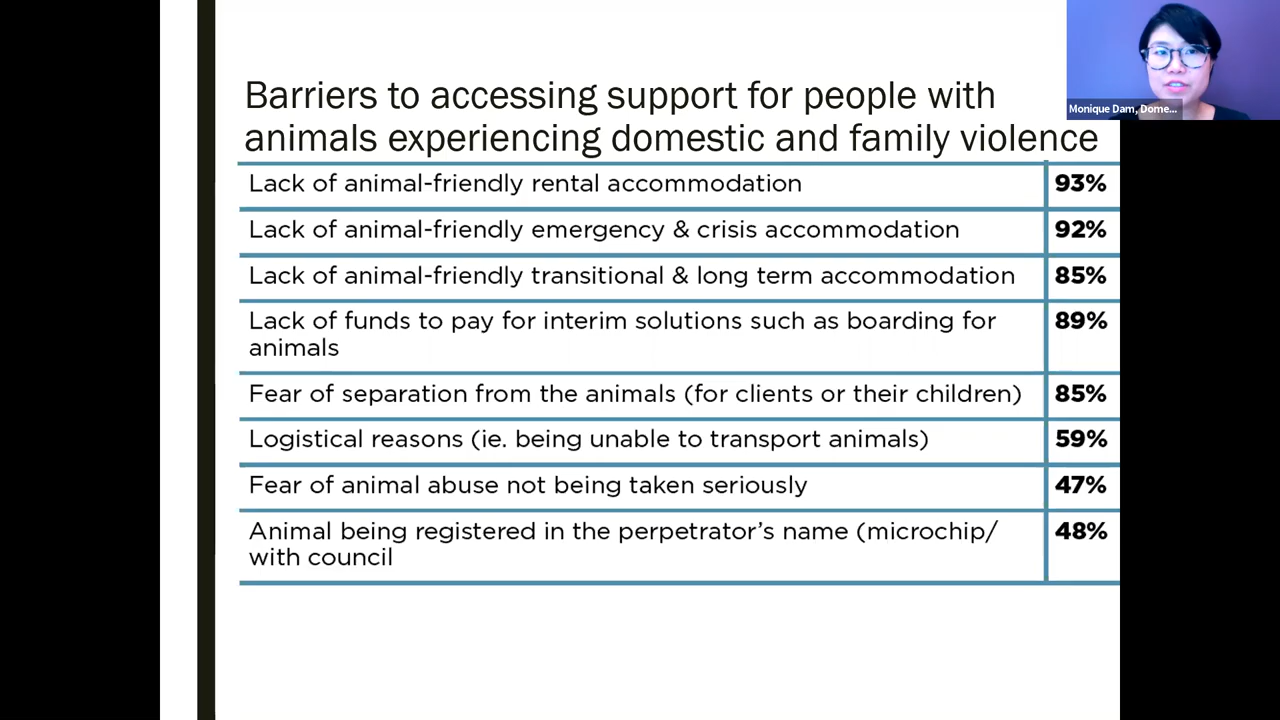 Barriers to accessing support for people with
animals experiencing domestic and family violence
Lack of animal-friendly rental accommodation 93%
Lack of animal-friendly emergency & crisis accommodation 92%
Lack of animal-friendly transitional & long term accommodation 85%
Lack of funds to pay for interim solutions such as boarding for 89%
animals
Fear of separation from the animals (for clients or their children) 85%
Logistical reasons (ie. being unable to transport animals) 59%
Fear of animal abuse not being taken seriously 47%
Animal being registered in the perpetrator’s name (microchip/ 48%
with council
Monique Dam, Dome...